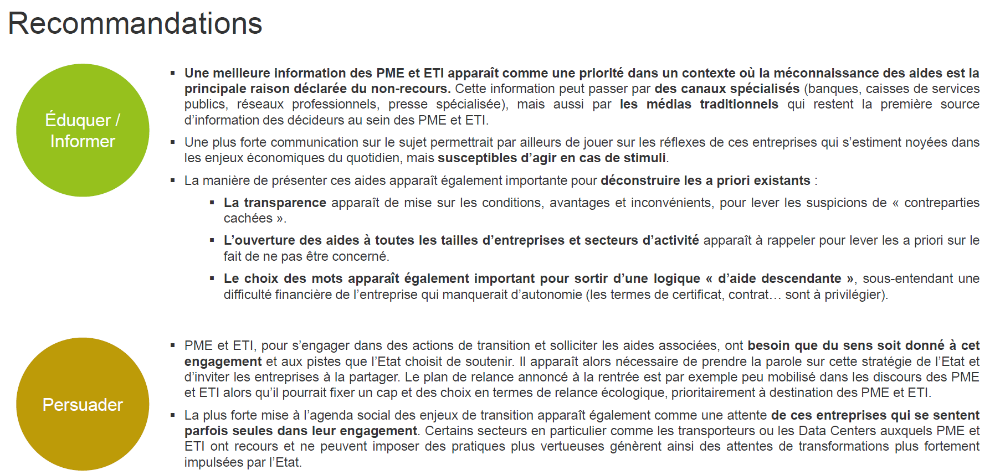 Recommandations
Éduquer /
Informer
▪ Une meilleure information des PME et ETI apparaît comme une priorité dans un contexte où la méconnaissance des aides est la
principale raison déclarée du non-recours. Cette information peut passer par des canaux spécialisés (banques, caisses de services
publics, réseaux professionnels, presse spécialisée), mais aussi par les médias traditionnels qui restent la première source
d’information des décideurs au sein des PME et ETI.
▪ Une plus forte communication sur le sujet permettrait par ailleurs de jouer sur les réflexes de ces entreprises qui s’estiment noyées dans
les enjeux économiques du quotidien, mais susceptibles d’agir en cas de stimuli.
▪ La manière de présenter ces aides apparaît également importante pour déconstruire les a priori existants :
▪ La transparence apparaît de mise sur les conditions, avantages et inconvénients, pour lever les suspicions de « contreparties
cachées ».
▪ L’ouverture des aides à toutes les tailles d’entreprises et secteurs d’activité apparaît à rappeler pour lever les a priori sur le
fait de ne pas être concerné.
▪ Le choix des mots apparaît également important pour sortir d’une logique « d’aide descendante », sous-entendant une
difficulté financière de l’entreprise qui manquerait d’autonomie (les termes de certificat, contrat… sont à privilégier).
Persuader
▪ PME et ETI, pour s’engager dans des actions de transition et solliciter les aides associées, ont besoin que du sens soit donné à cet
engagement et aux pistes que l’Etat choisit de soutenir. Il apparaît alors nécessaire de prendre la parole sur cette stratégie de l’Etat et
d’inviter les entreprises à la partager. Le plan de relance annoncé à la rentrée est par exemple peu mobilisé dans les discours des PME
et ETI alors qu’il pourrait fixer un cap et des choix en termes de relance écologique, prioritairement à destination des PME et ETI.
▪ La plus forte mise à l’agenda social des enjeux de transition apparaît également comme une attente de ces entreprises qui se sentent
parfois seules dans leur engagement. Certains secteurs en particulier comme les transporteurs ou les Data Centers auxquels PME et
ETI ont recours et ne peuvent imposer des pratiques plus vertueuses génèrent ainsi des attentes de transformations plus fortement
impulsées par l’Etat.